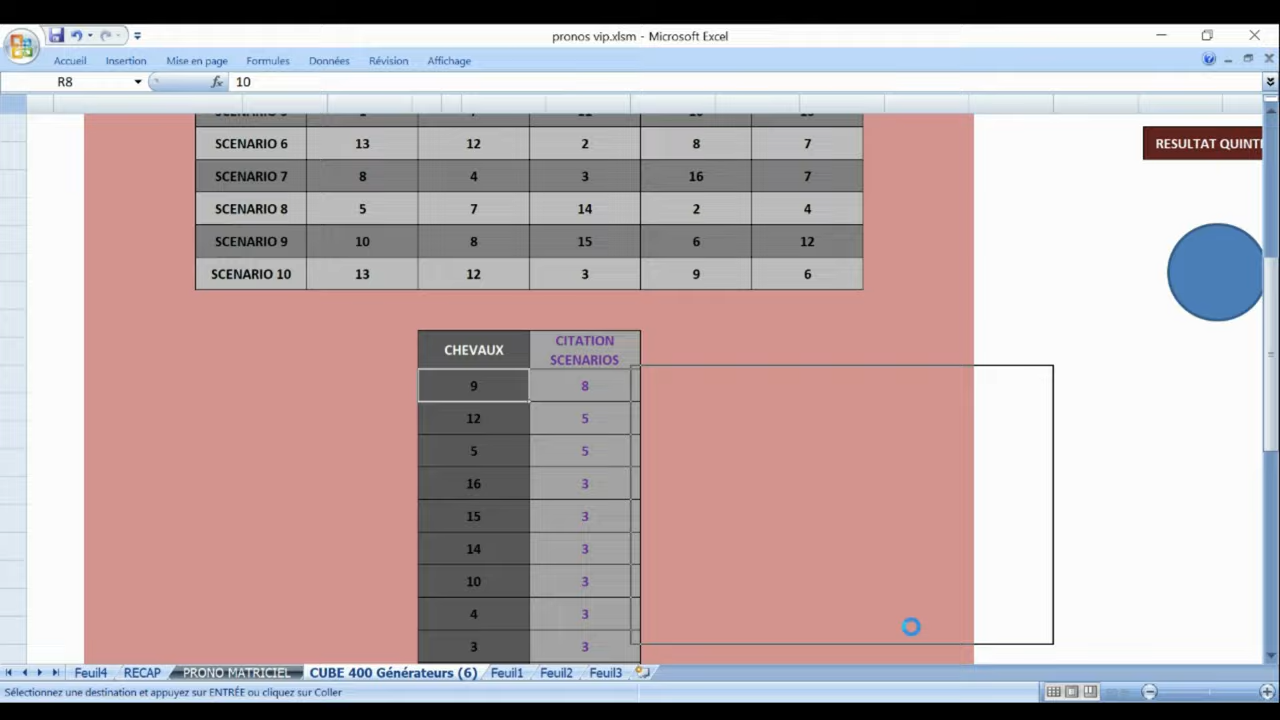 pronos vip.xlsm - Microsoft Excel
Accueil Insertion Mise en page Formules Données Révision Affichage
R8 fx 10
SCENARIO 6 13 12 2 8 7
SCENARIO 7 8 4 3 16 7
SCENARIO 8 5 7 14 2 4
SCENARIO 9 10 8 15 6 12
SCENARIO 10 13 12 3 9 6
RESULTAT QUINT
CHEVAUX CITATION
SCENARIOS
9 8
12 5
5 5
16 3
15 3
14 3
10 3
4 3
3 3
Feuil4 RECAP PRONO MATRICIEL CUBE 400 Générateurs (6) Feuil1 Feuil2 Feuil3
Sélectionnez une destination et appuyez sur ENTRÉE ou cliquez sur Coller